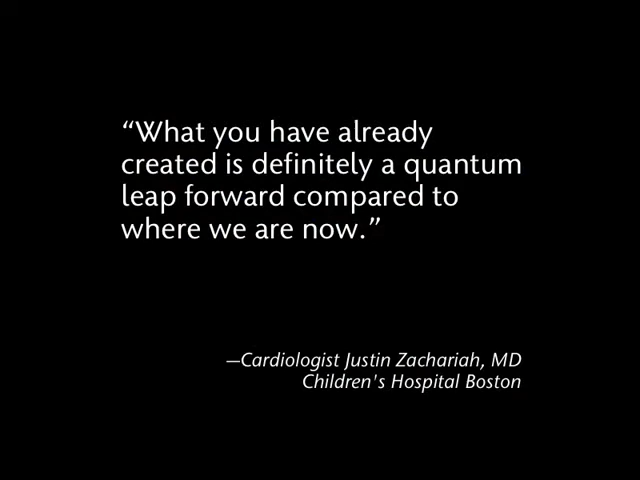 “What you have already
created is definitely a quantum
leap forward compared to
where we are now.”
—Cardiologist Justin Zachariah, MD
Children's Hospital Boston